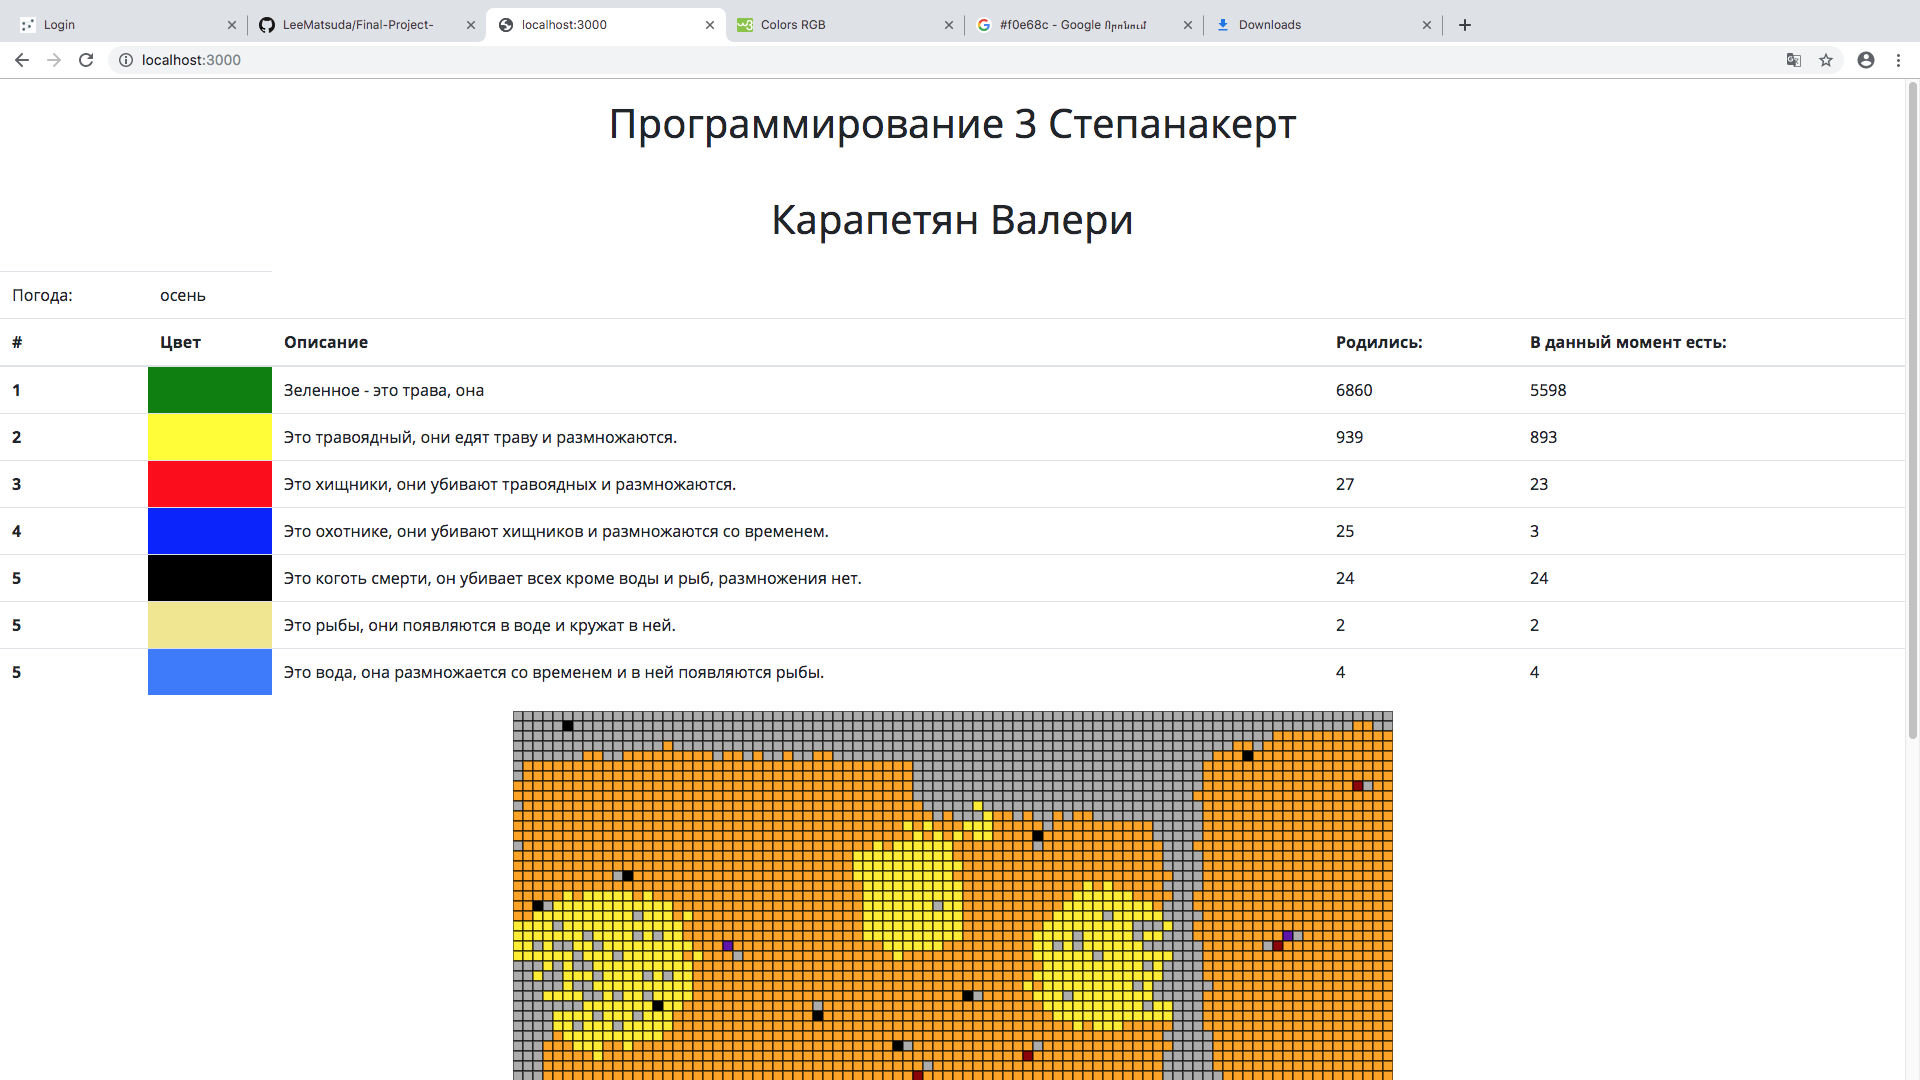 Login
LeeMatsuda/Final-Project-
localhost:3000
Colors RGB
#f0e68c - Google Որոնում
Downloads
localhost:3000
Программирование 3 Степанакерт
Карапетян Валери
Погода: осень
# Цвет Описание Родились: В данный момент есть:
1 Зеленное - это трава, она 6860 5598
2 Это травоядный, они едят траву и размножаются. 939 893
3 Это хищники, они убивают травоядных и размножаются. 27 23
4 Это охотнике, они убивают хищников и размножаются со временем. 25 3
5 Это коготь смерти, он убивает всех кроме воды и рыб, размножения нет. 24 24
5 Это рыбы, они появляются в воде и кружат в ней. 2 2
5 Это вода, она размножается со временем и в ней появляются рыбы. 4 4